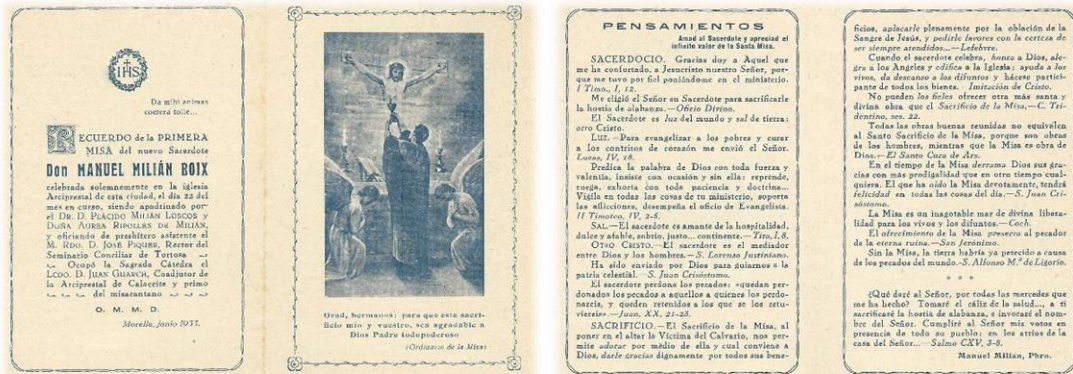 IHS
Da mihi animas
coetera tolle...
RECUERDO de la PRIMERA
MISA del nuevo Sacerdote
Don MANUEL MILIÁN BOIX
celebrada solemnemente en la iglesia
Arciprestal de esta ciudad, el día 23 del
mes en curso, siendo apadrinado por
el DR. D. PLÁCIDO MILIÁN LOSCOS y
DOÑA AUREA RIPOLLÉS DE MILIÁN,
y oficiando de presbítero asistente el
M. RDO. D. JOSÉ PIQUER, Rector del
Seminario Conciliar de Tortosa
Ocupó la Sagrada Cátedra el
LCDO. D. JUAN GUARCH, Coadjutor de
la Arciprestal de Calaceite y primo
del misacantano
O. M. M. D.
Morella, junio 1933.
Orad, hermanos; para que este sacri-
ficio mío y vuestro, sea agradable a
Dios Padre todopoderoso
(Ordinario de la Misa)
PENSAMIENTOS
Amad al Sacerdote y apreciad el
infinito valor de la Santa Misa.
SACERDOCIO. Gracias doy a Aquel que
me ha confortado, a Jesucristo nuestro Señor, por-
que me tuvo por fiel poniéndome en el ministerio.
I Timo., I, 12.
Me eligió el Señor su Sacerdote para sacrificarle
la hostia de alabanza.—Oficio Divino.
El Sacerdote es luz del mundo y sal de tierra:
otro Cristo.
LUZ.—Para evangelizar a los pobres y curar
a los contritos de corazón me envió el Señor.
Lucas, IV, 18.
Predica la palabra de Dios con toda fuerza y
valentía, insiste con ocasión y sin ella: reprende,
ruega, exhorta con toda paciencia y doctrina...
Vigila en todas las cosas de tu ministerio, soporta
las aflicciones, desempeña el oficio de Evangelista.
II Timoteo, IV, 2-5.
SAL.—El sacerdote es amante de la hospitalidad,
dulce y afable, sobrio, justo... continente.—Tito, I, 8.
OTRO CRISTO.—El sacerdote es el mediador
entre Dios y los hombres.—S. Lorenzo Justiniano.
Ha sido enviado por Dios para guiarnos a la
patria celestial.—S. Juan Crisóstomo.
El sacerdote perdona los pecados: «quedan per-
donados los pecados a aquellos a quienes los perdo-
nareis, y queden retenidos a los que se los retu-
viereis».—Juan, XX, 21-23.
SACRIFICIO.—El Sacrificio de la Misa, al
poner en el altar la Víctima del Calvario, nos per-
mite adorar por medio de ella y cual conviene a
Dios, darle gracias dignamente por todos sus bene-
ficios, aplacarle plenamente por la oblación de la
Sangre de Jesús, y pedirle favores con la certeza de
ser siempre atendidos...—Lefebvre.
Cuando el sacerdote celebra, honra a Dios, ale-
gra a los Angeles y edifica a la Iglesia; ayuda a los
vivos, da descanso a los difuntos y hácese partici-
pante de todos los bienes. Imitación de Cristo.
No pueden los fieles ofrecer otra más santa y
divina obra que el Sacrificio de la Misa.—C. Tri-
dentino, ses. 22.
Todas las obras buenas reunidas no equivalen
al Santo Sacrificio de la Misa, porque son obras
de los hombres, mientras que la Misa es obra de
Dios.—El Santo Cura de Ars.
En el tiempo de la Misa derrama Dios sus gra-
cias con más prodigalidad que en otro tiempo cual-
quiera. El que ha oído la Misa devotamente, tendrá
felicidad en todas las cosas del día.—S. Juan Cri-
sóstomo.
La Misa es un inagotable mar de divina libera-
lidad para los vivos y los difuntos.—Coch.
El ofrecimiento de la Misa preserva al pecador
de la eterna ruina.—San Jerónimo.
Sin la Misa, la tierra habría ya perecido a causa
de los pecados del mundo.-S. Alfonso M.ª de Ligorio.
* * *
¿Qué daré al Señor, por todas las mercedes que
me ha hecho? Tomaré el cáliz de la salud..., a ti
sacrificaré la hostia de alabanza, e invocaré el nom-
bre del Señor. Cumpliré al Señor mis votos en
presencia de todo su pueblo; en los atrios de la
casa del Señor...—Salmo CXV, 3-8.
Manuel Milián, Pbro.